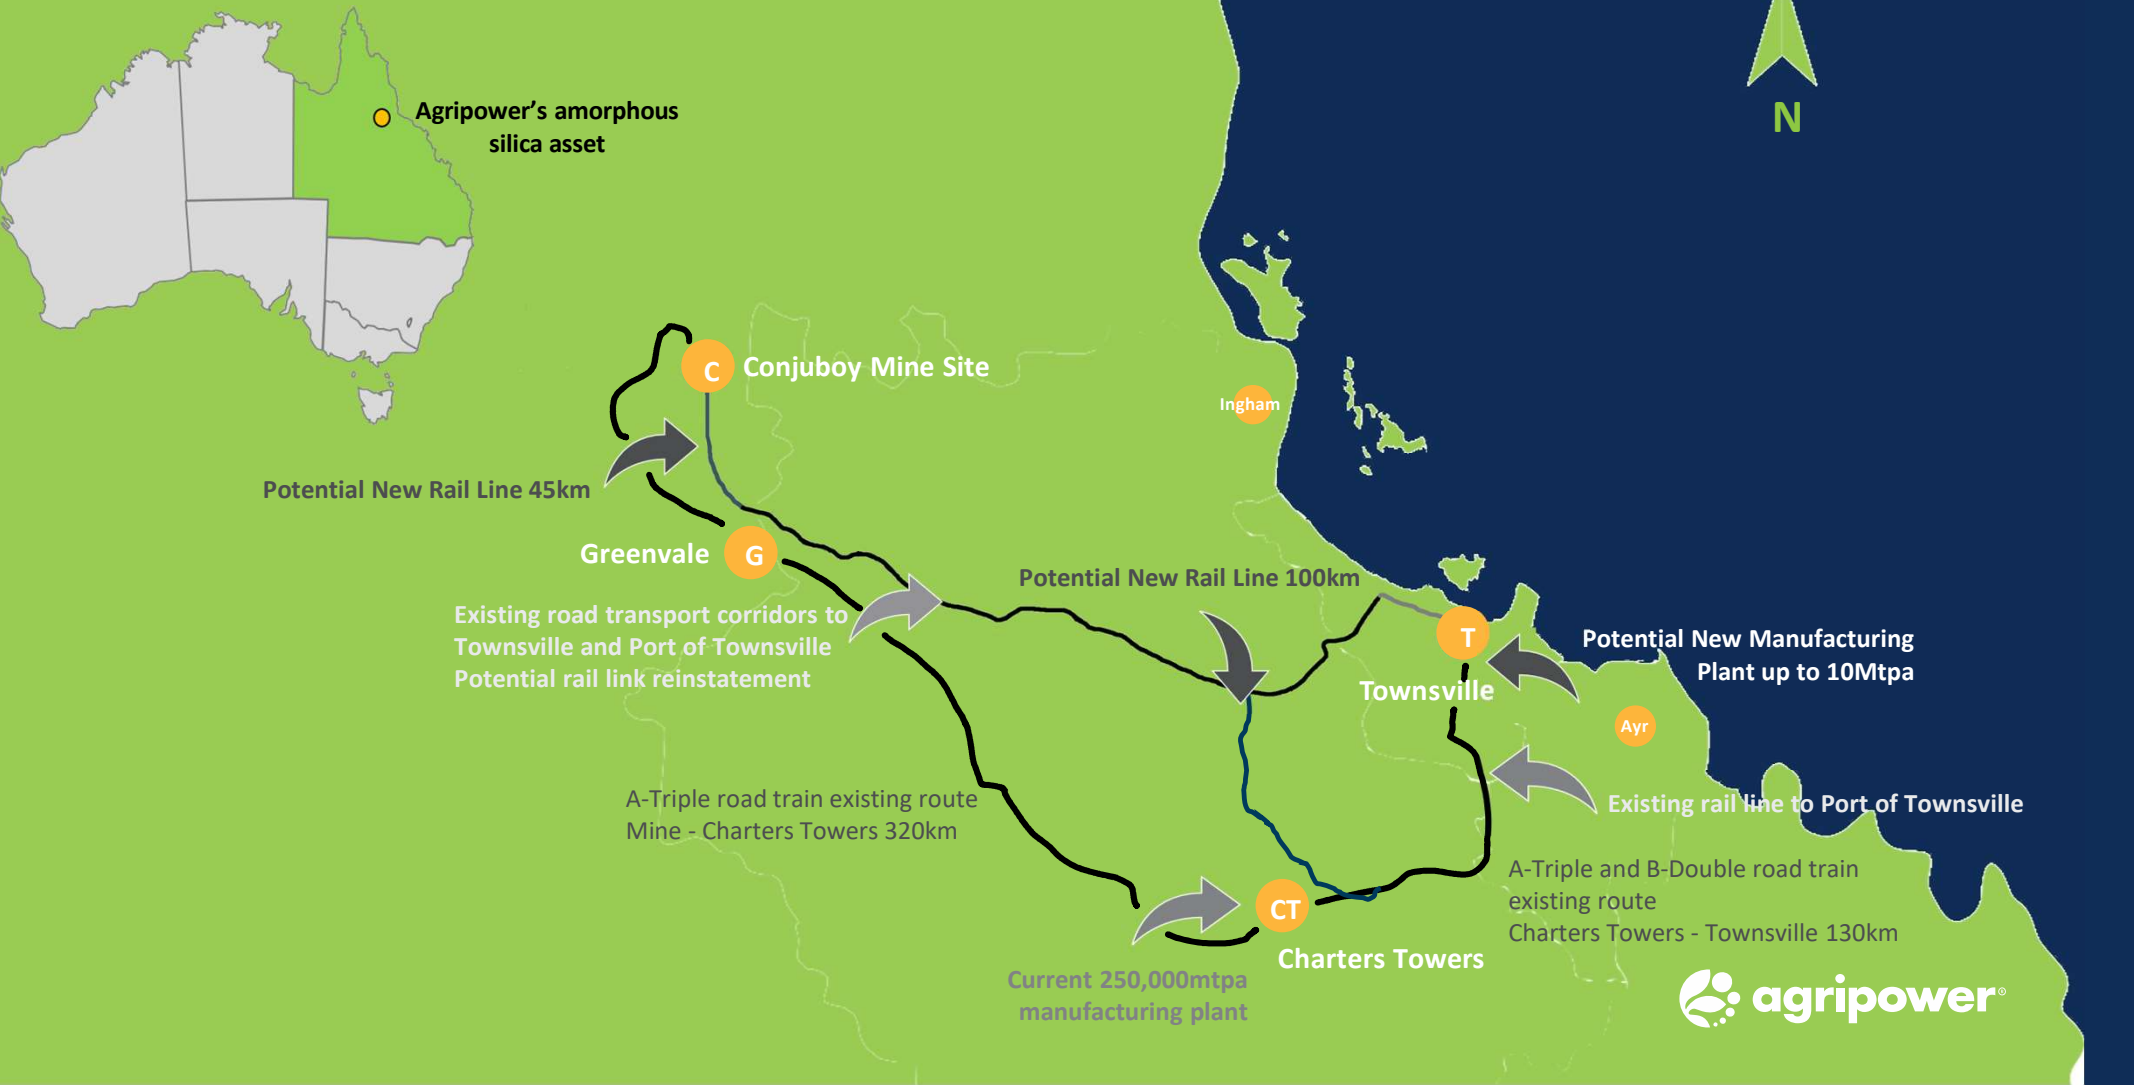 Agripower’s amorphous
silica asset
N
C
Conjuboy Mine Site
Ingham
Potential New Rail Line 45km
Greenvale
G
Potential New Rail Line 100km
Existing road transport corridors to
Townsville and Port of Townsville
Potential rail link reinstatement
T
Townsville
Potential New Manufacturing
Plant up to 10Mtpa
Ayr
A-Triple road train existing route
Mine - Charters Towers 320km
Existing rail line to Port of Townsville
A-Triple and B-Double road train
existing route
Charters Towers - Townsville 130km
CT
Charters Towers
Current 250,000mtpa
manufacturing plant
agripower®